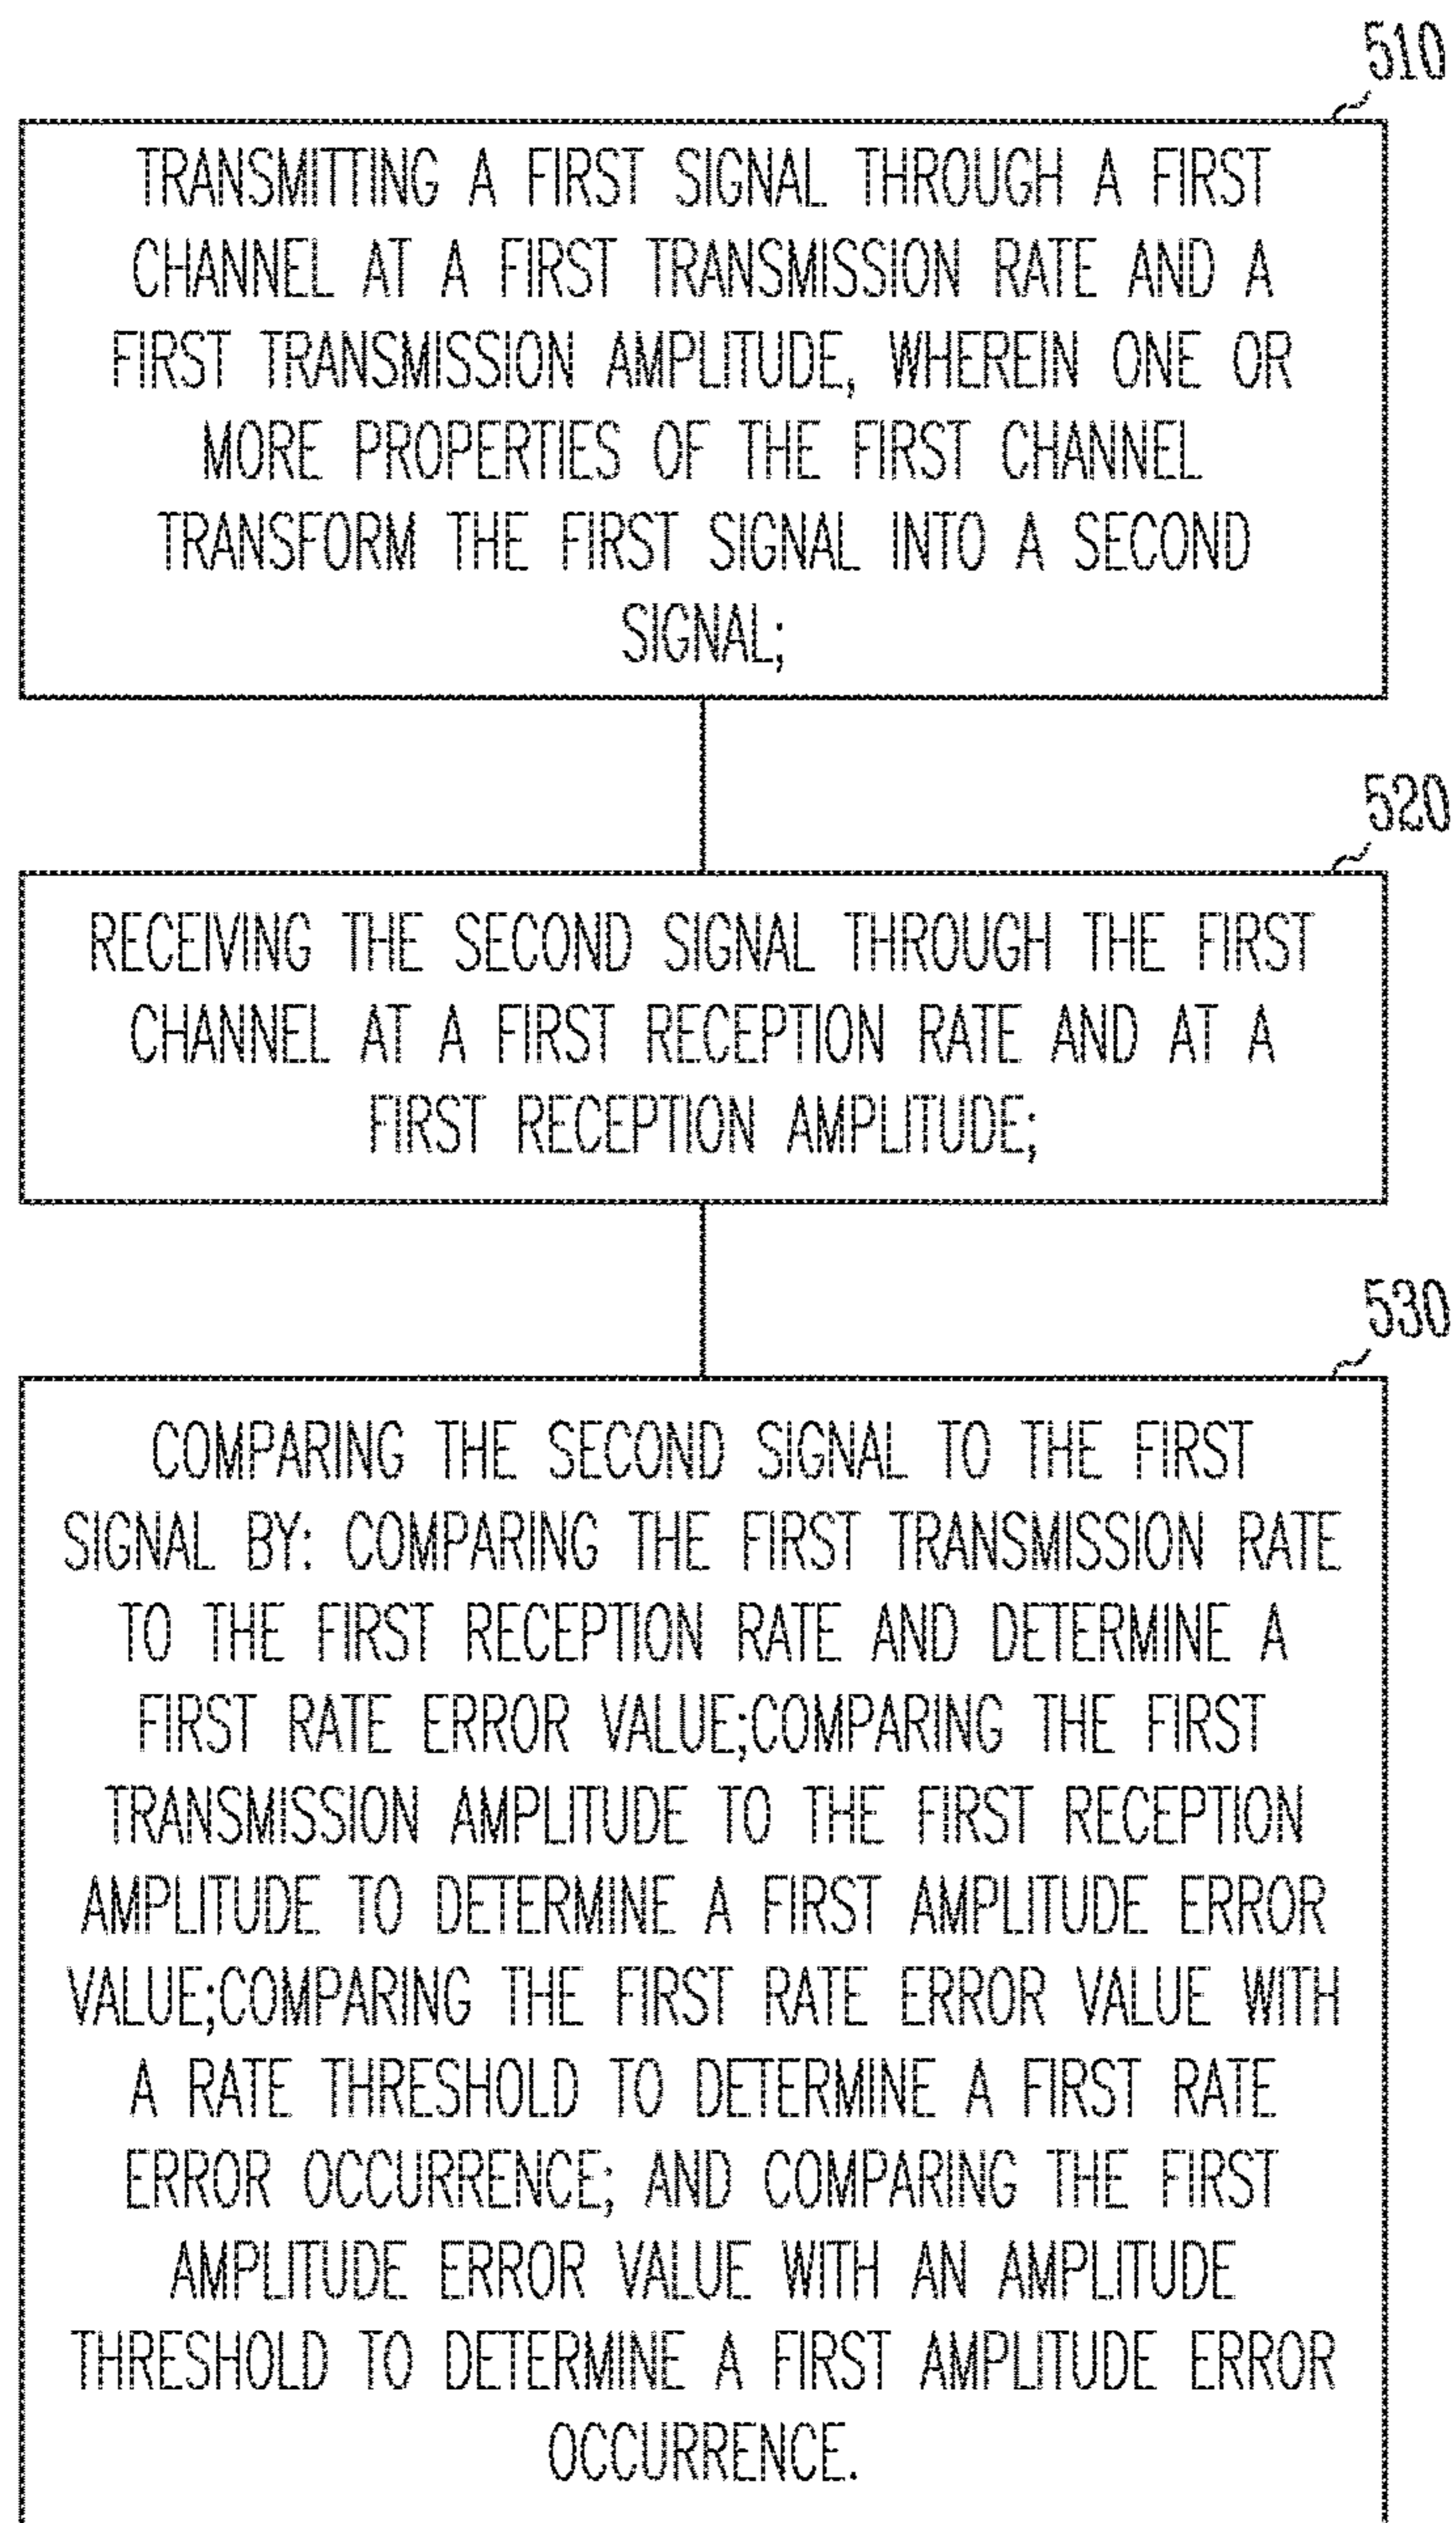 510
TRANSMITTING A FIRST SIGNAL THROUGH A FIRST
CHANNEL AT A FIRST TRANSMISSION RATE AND A
FIRST TRANSMISSION AMPLITUDE, WHEREIN ONE OR
MORE PROPERTIES OF THE FIRST CHANNEL
TRANSFORM THE FIRST SIGNAL INTO A SECOND
SIGNAL;
520
RECEIVING THE SECOND SIGNAL THROUGH THE FIRST
CHANNEL AT A FIRST RECEPTION RATE AND AT A
FIRST RECEPTION AMPLITUDE;
530
COMPARING THE SECOND SIGNAL TO THE FIRST
SIGNAL BY: COMPARING THE FIRST TRANSMISSION RATE
TO THE FIRST RECEPTION RATE AND DETERMINE A
FIRST RATE ERROR VALUE;COMPARING THE FIRST
TRANSMISSION AMPLITUDE TO THE FIRST RECEPTION
AMPLITUDE TO DETERMINE A FIRST AMPLITUDE ERROR
VALUE;COMPARING THE FIRST RATE ERROR VALUE WITH
A RATE THRESHOLD TO DETERMINE A FIRST RATE
ERROR OCCURRENCE; AND COMPARING THE FIRST
AMPLITUDE ERROR VALUE WITH AN AMPLITUDE
THRESHOLD TO DETERMINE A FIRST AMPLITUDE ERROR
OCCURRENCE.